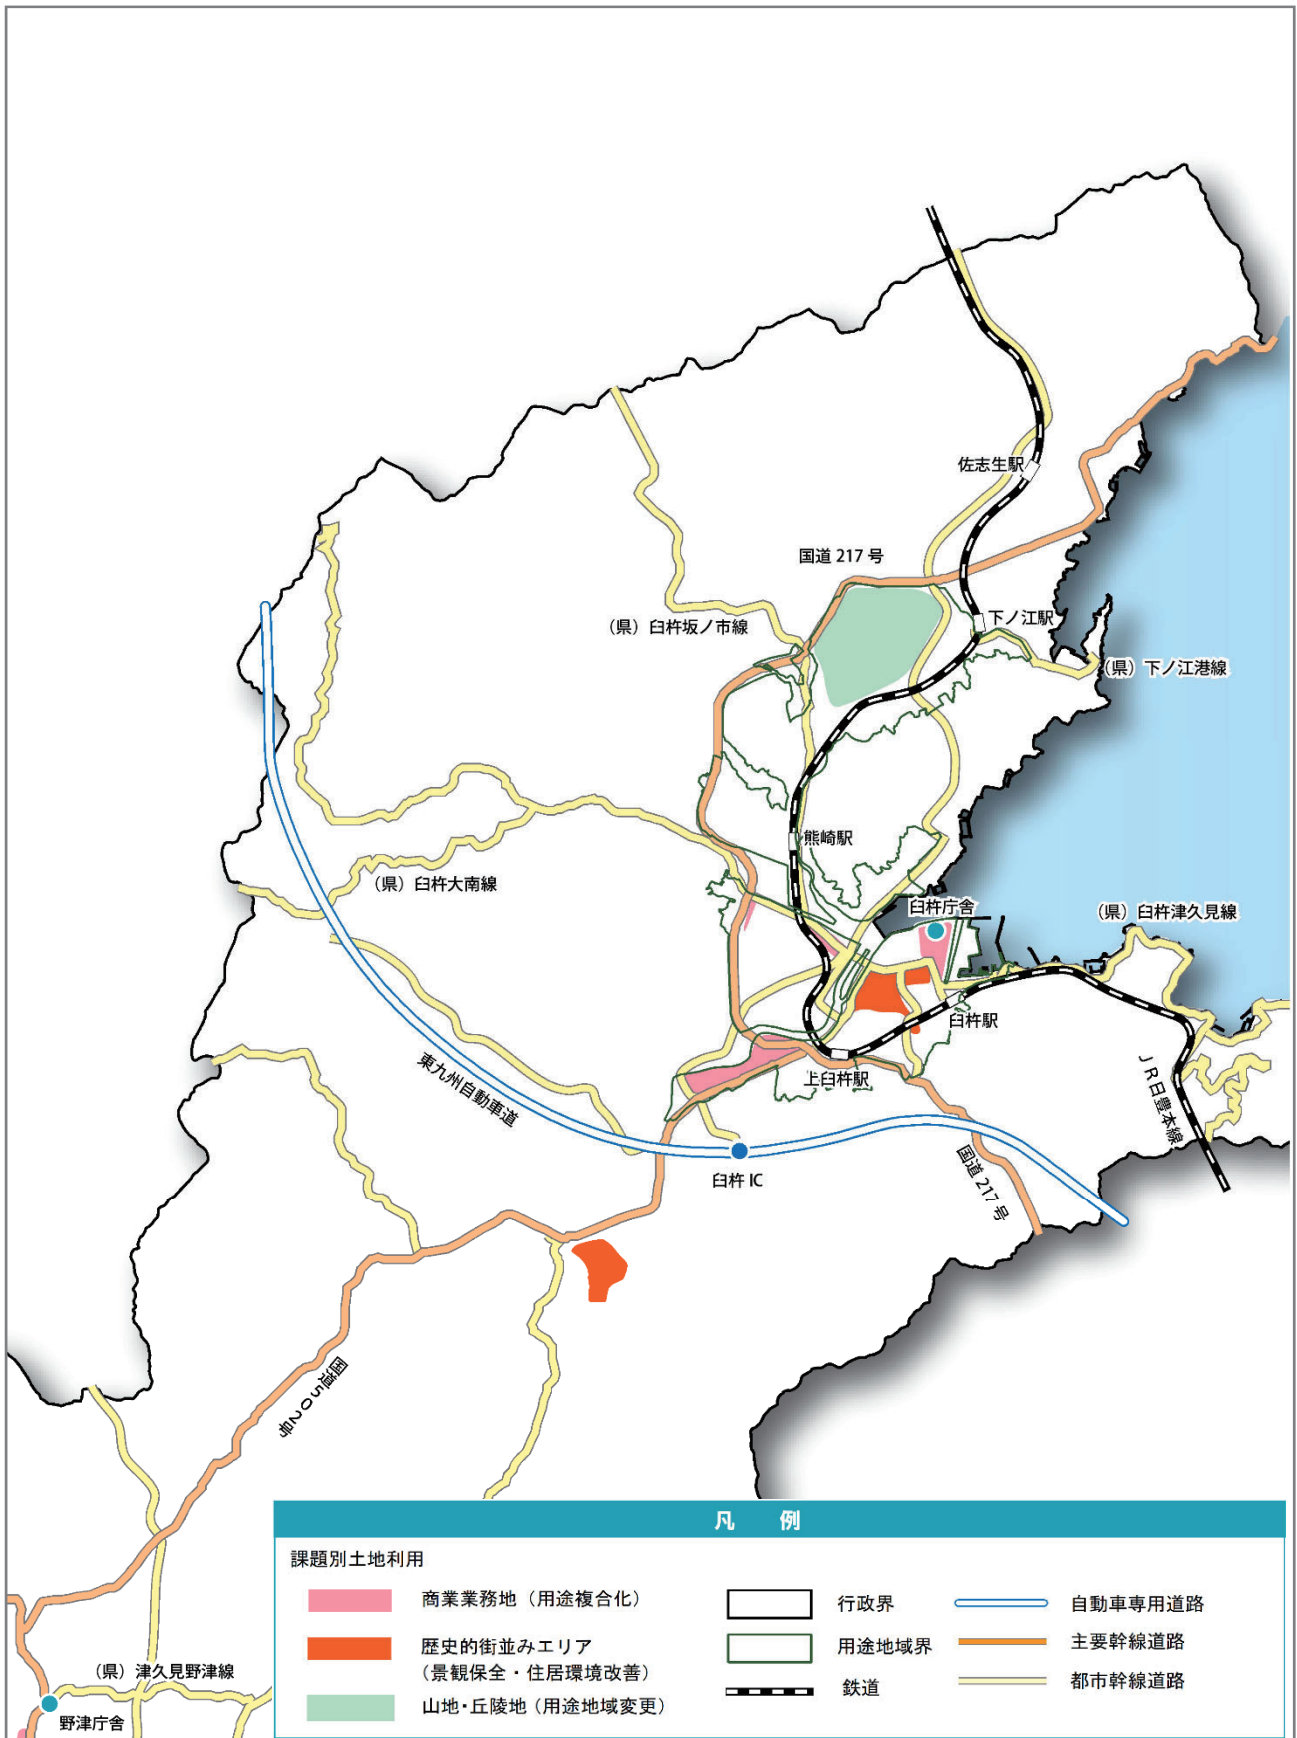 佐志生駅
国道 217 号
下ノ江駅
（県）臼杵坂ノ市線
（県）下ノ江港線
熊崎駅
（県）臼杵大南線
臼杵庁舎
（県）臼杵津久見線
臼杵駅
上臼杵駅
ＪＲ日豊本線
東九州自動車道
臼杵 IC
国道 217 号
国道５０２号
（県）津久見野津線
野津庁舎
凡 例
課題別土地利用
商業業務地（用途複合化）
歴史的街並みエリア
（景観保全・住居環境改善）
山地・丘陵地（用途地域変更）
行政界
用途地域界
鉄道
自動車専用道路
主要幹線道路
都市幹線道路